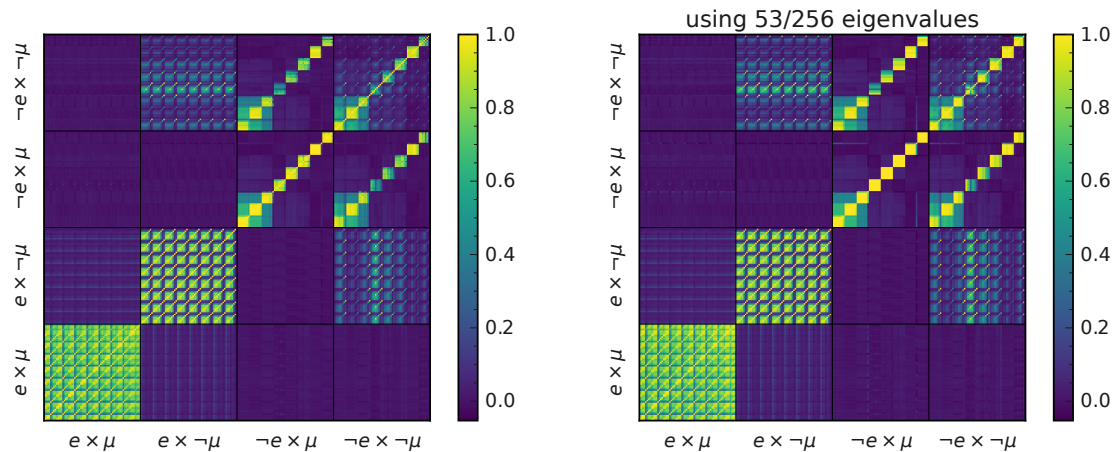 ¬e × ¬μ
¬e × μ
e × ¬μ
e × μ
e × μ
e × ¬μ
¬e × μ
¬e × ¬μ
1.0
0.8
0.6
0.4
0.2
0.0
using 53/256 eigenvalues
¬e × ¬μ
¬e × μ
e × ¬μ
e × μ
e × μ
e × ¬μ
¬e × μ
¬e × ¬μ
1.0
0.8
0.6
0.4
0.2
0.0